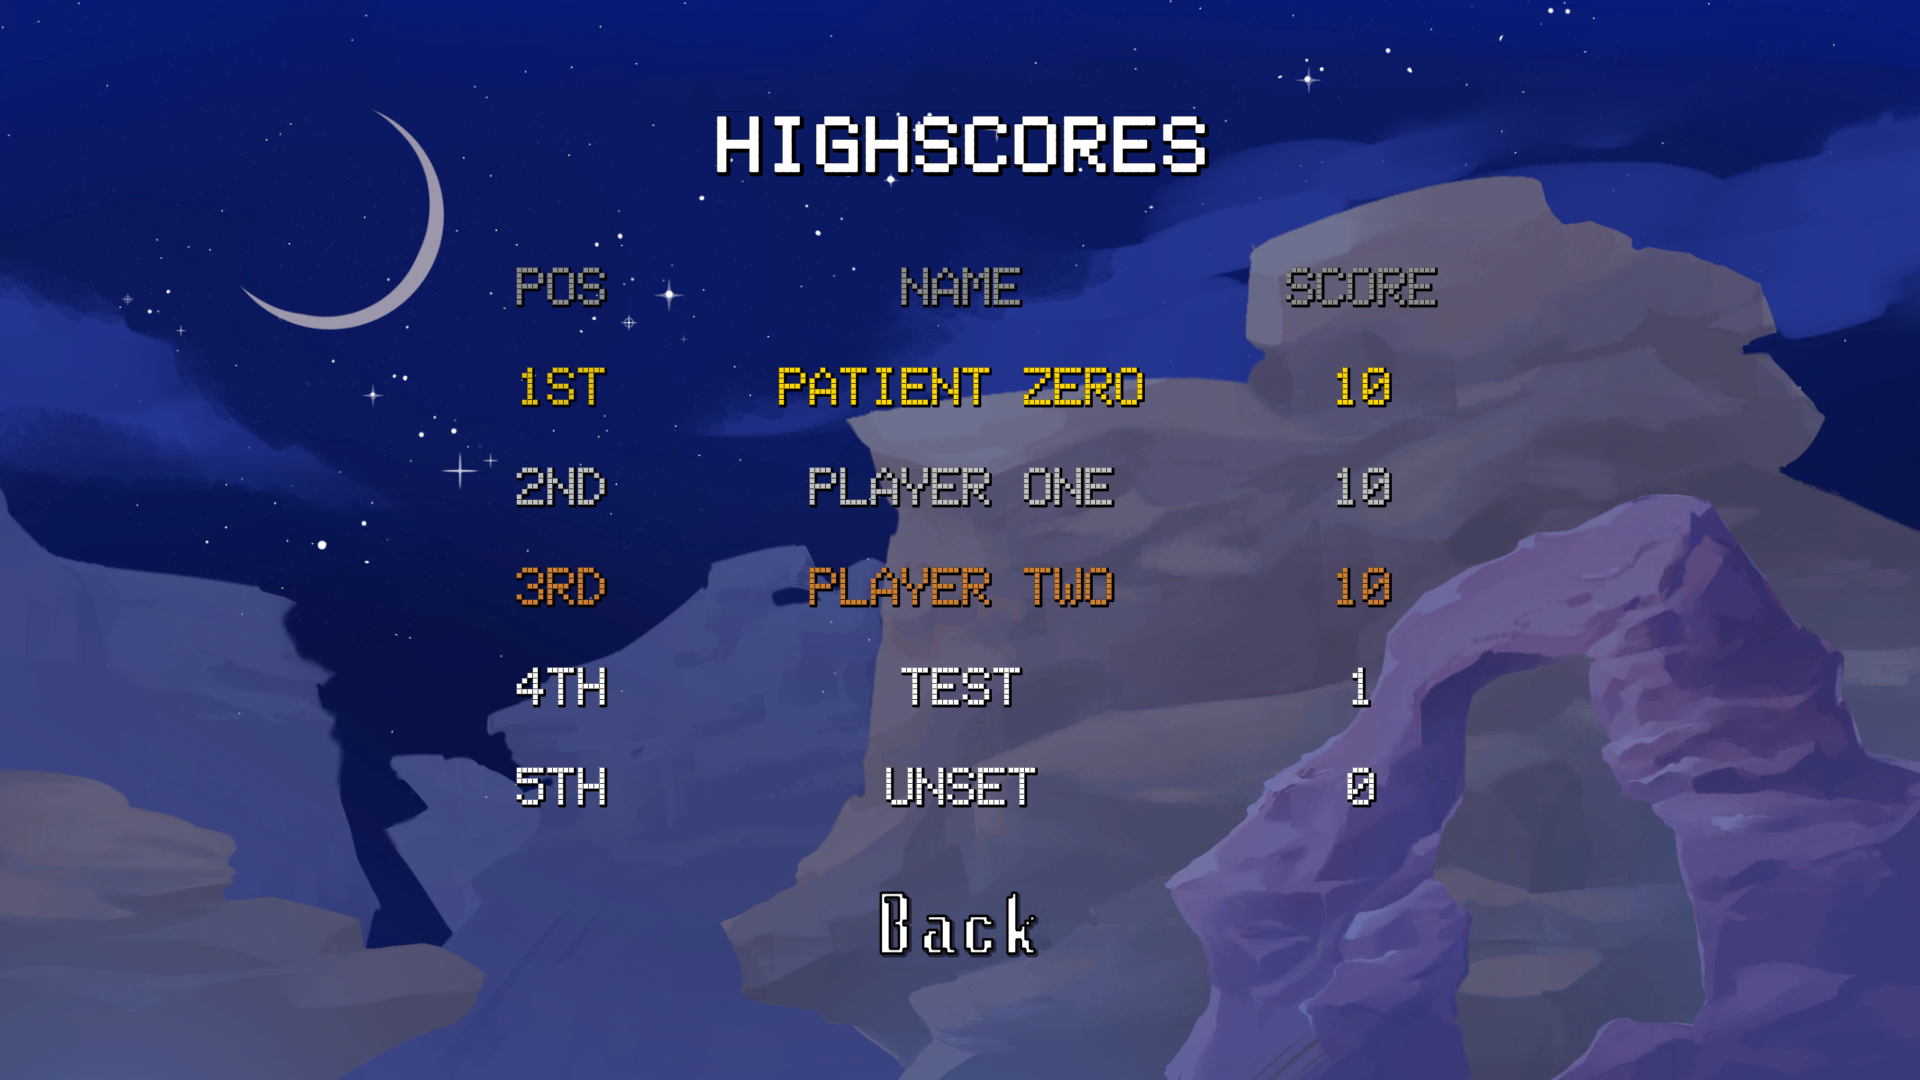 HIGHSCORES
POS NAME SCORE
1ST PATIENT ZERO 10
2ND PLAYER ONE 10
3RD PLAYER TWO 10
4TH TEST 1
5TH UNSET 0
Back